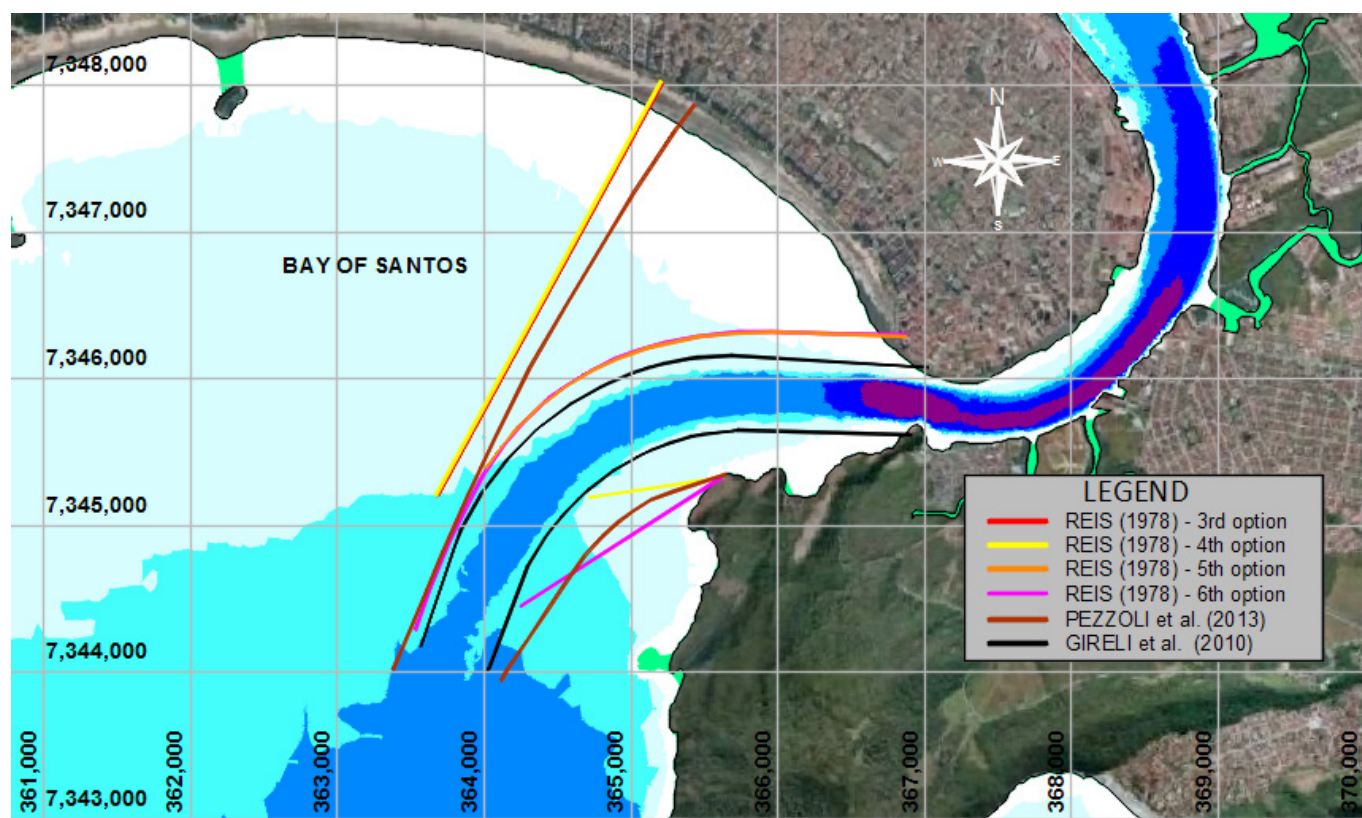 7,348,000
N
W
E
S
7,347,000
BAY OF SANTOS
7,346,000
7,345,000
LEGEND
REIS (1978) - 3rd option
REIS (1978) - 4th option
REIS (1978) - 5th option
REIS (1978) - 6th option
PEZZOLI et al. (2013)
GIRELI et al. (2010)
7,344,000
7,343,000
361,000
362,000
363,000
364,000
365,000
366,000
367,000
368,000
369,000
370,000